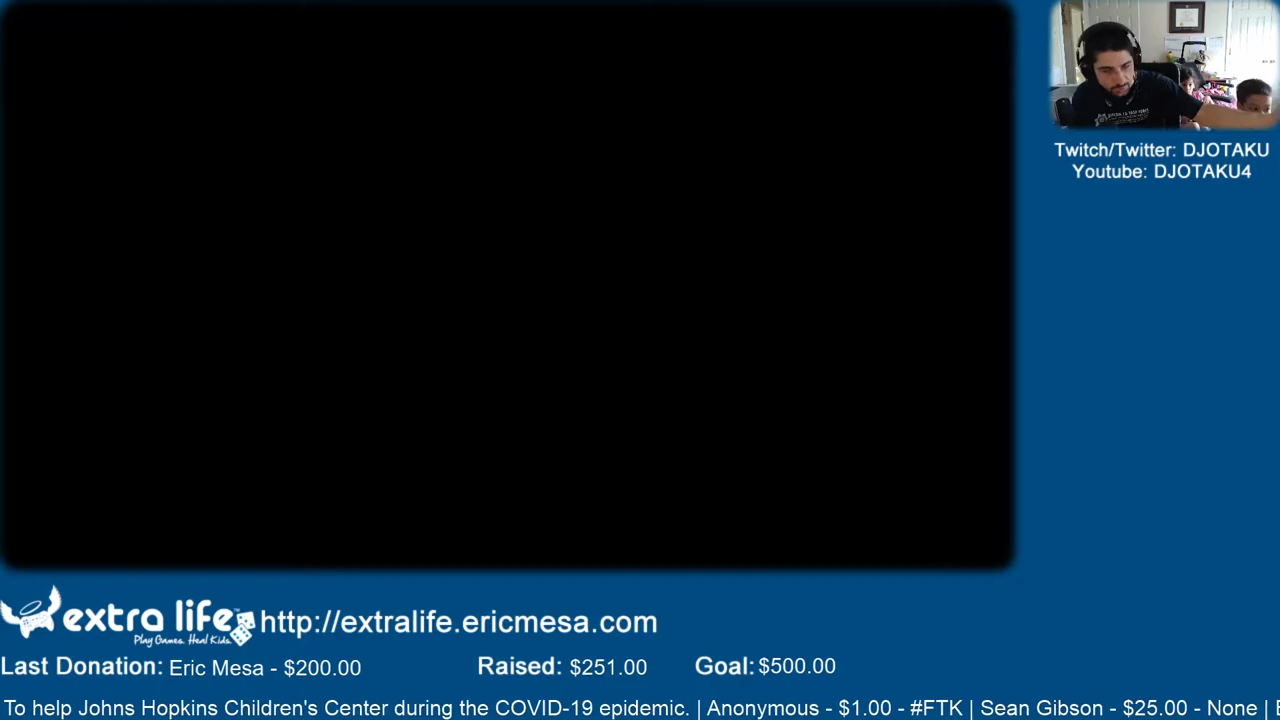 Twitch/Twitter: DJOTAKU
Youtube: DJOTAKU4
extra life
Play Games. Heal Kids.
http://extralife.ericmesa.com
Last Donation: Eric Mesa - $200.00
Raised: $251.00
Goal: $500.00
To help Johns Hopkins Children's Center during the COVID-19 epidemic. | Anonymous - $1.00 - #FTK | Sean Gibson - $25.00 - None |